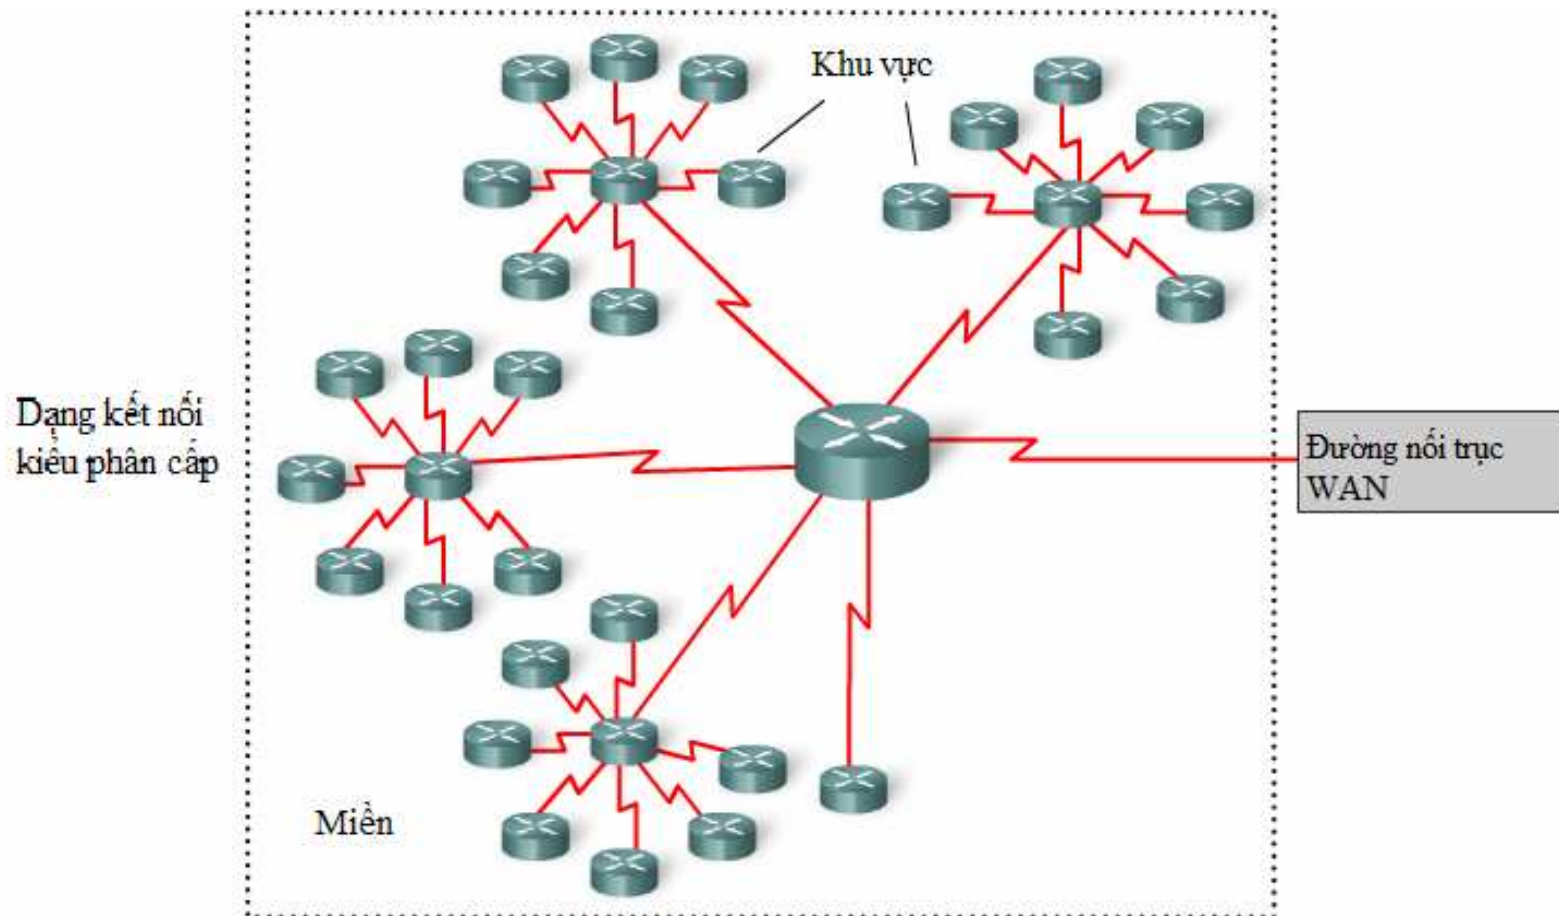 Khu vực
Dạng kết nối
kiểu phân cấp
Đường nối trục
WAN
Miền